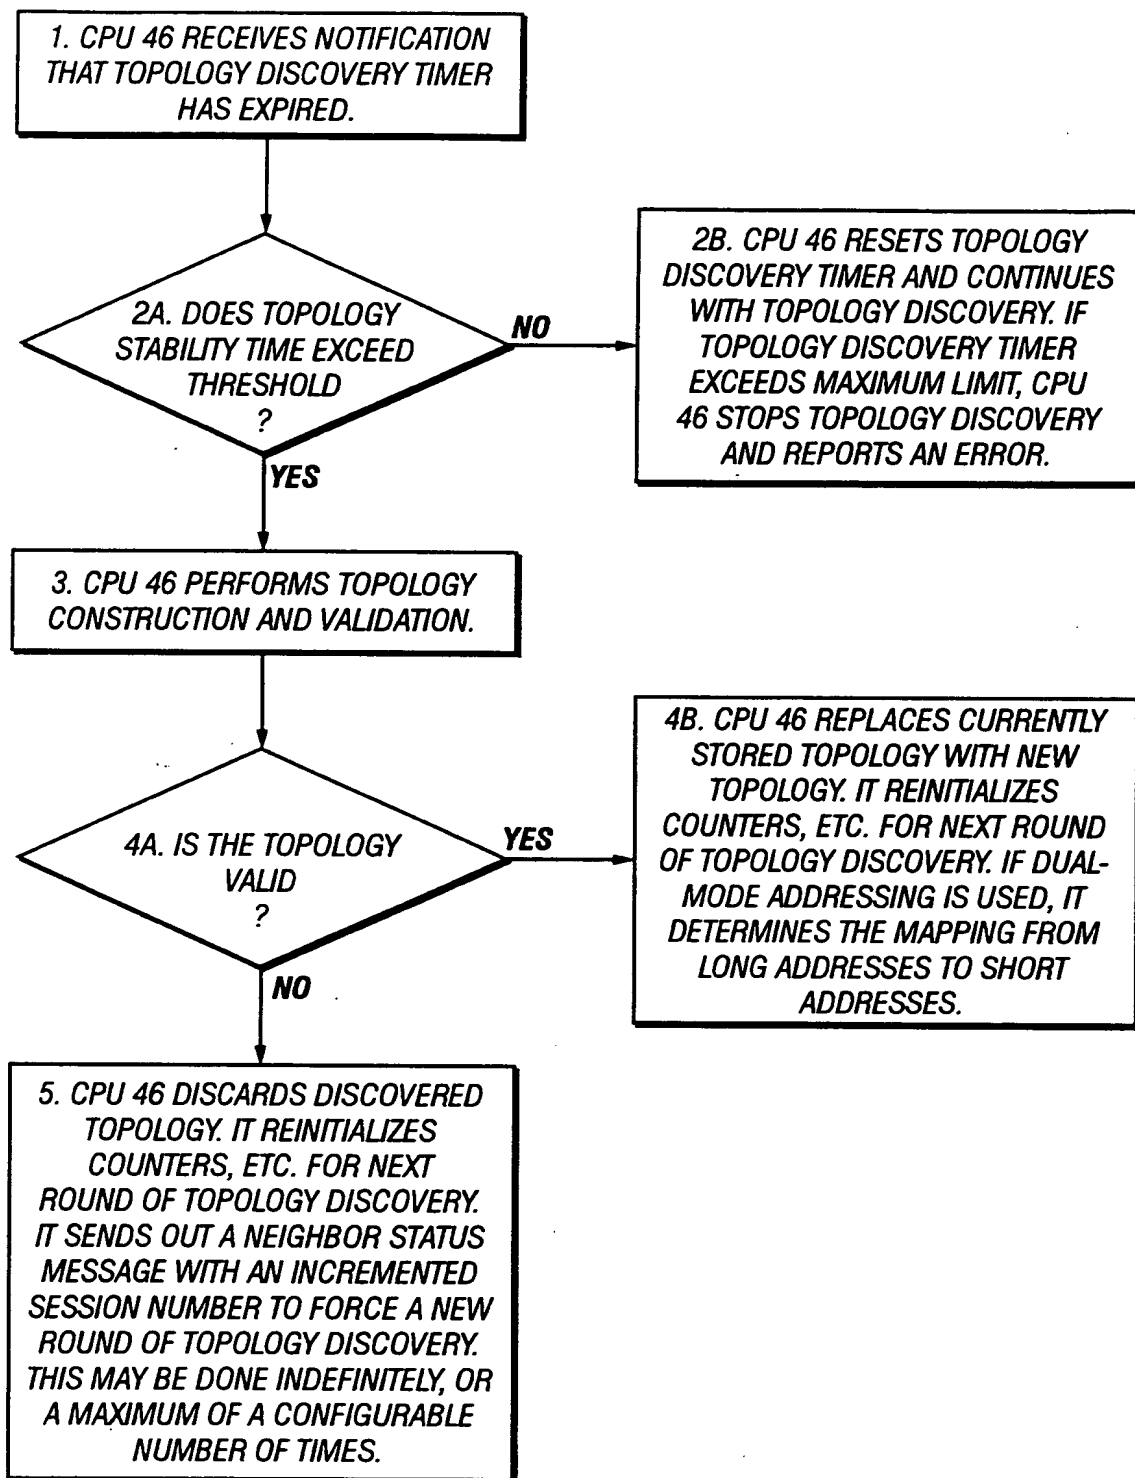 1. CPU 46 RECEIVES NOTIFICATION
THAT TOPOLOGY DISCOVERY TIMER
HAS EXPIRED.
2A. DOES TOPOLOGY
STABILITY TIME EXCEED
THRESHOLD
?
NO
2B. CPU 46 RESETS TOPOLOGY
DISCOVERY TIMER AND CONTINUES
WITH TOPOLOGY DISCOVERY. IF
TOPOLOGY DISCOVERY TIMER
EXCEEDS MAXIMUM LIMIT, CPU
46 STOPS TOPOLOGY DISCOVERY
AND REPORTS AN ERROR.
YES
3. CPU 46 PERFORMS TOPOLOGY
CONSTRUCTION AND VALIDATION.
4A. IS THE TOPOLOGY
VALID
?
YES
4B. CPU 46 REPLACES CURRENTLY
STORED TOPOLOGY WITH NEW
TOPOLOGY. IT REINITIALIZES
COUNTERS, ETC. FOR NEXT ROUND
OF TOPOLOGY DISCOVERY. IF DUAL-
MODE ADDRESSING IS USED, IT
DETERMINES THE MAPPING FROM
LONG ADDRESSES TO SHORT
ADDRESSES.
NO
5. CPU 46 DISCARDS DISCOVERED
TOPOLOGY. IT REINITIALIZES
COUNTERS, ETC. FOR NEXT
ROUND OF TOPOLOGY DISCOVERY.
IT SENDS OUT A NEIGHBOR STATUS
MESSAGE WITH AN INCREMENTED
SESSION NUMBER TO FORCE A NEW
ROUND OF TOPOLOGY DISCOVERY.
THIS MAY BE DONE INDEFINITELY, OR
A MAXIMUM OF A CONFIGURABLE
NUMBER OF TIMES.